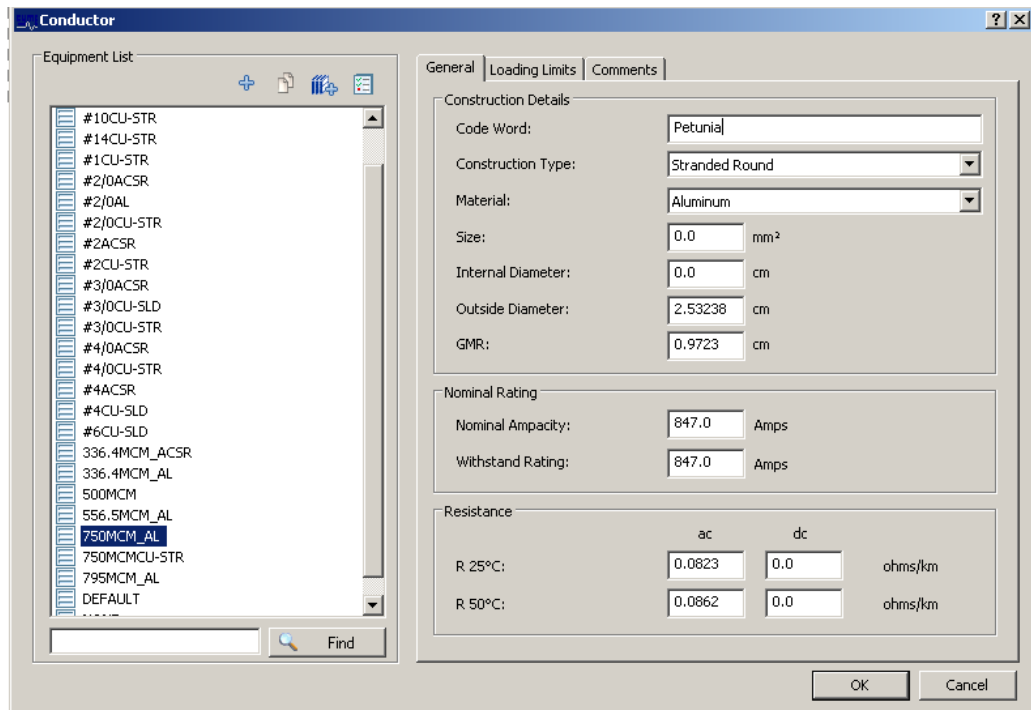 Conductor
Equipment List
#10CU-STR
#14CU-STR
#1CU-STR
#2/0ACSR
#2/0AL
#2/0CU-STR
#2ACSR
#2CU-STR
#3/0ACSR
#3/0CU-SLD
#3/0CU-STR
#4/0ACSR
#4/0CU-STR
#4ACSR
#4CU-SLD
#6CU-SLD
336.4MCM_ACSR
336.4MCM_AL
500MCM
556.5MCM_AL
750MCM_AL
750MCMCU-STR
795MCM_AL
DEFAULT
Find
General Loading Limits Comments
Construction Details
Code Word: Petunia
Construction Type: Stranded Round
Material: Aluminum
Size: 0.0 mm²
Internal Diameter: 0.0 cm
Outside Diameter: 2.53238 cm
GMR: 0.9723 cm
Nominal Rating
Nominal Ampacity: 847.0 Amps
Withstand Rating: 847.0 Amps
Resistance
ac dc
R 25°C: 0.0823 0.0 ohms/km
R 50°C: 0.0862 0.0 ohms/km
OK Cancel